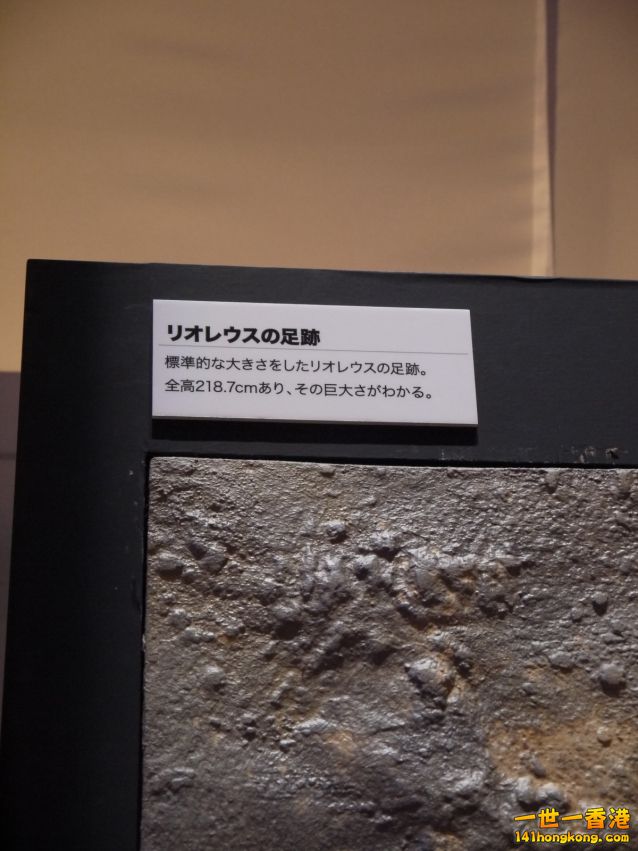 リオレウスの足跡
標準的な大きさをしたリオレウスの足跡。
全高218.7cmあり、その巨大さがわかる。
一世一香港
141hongkong.com